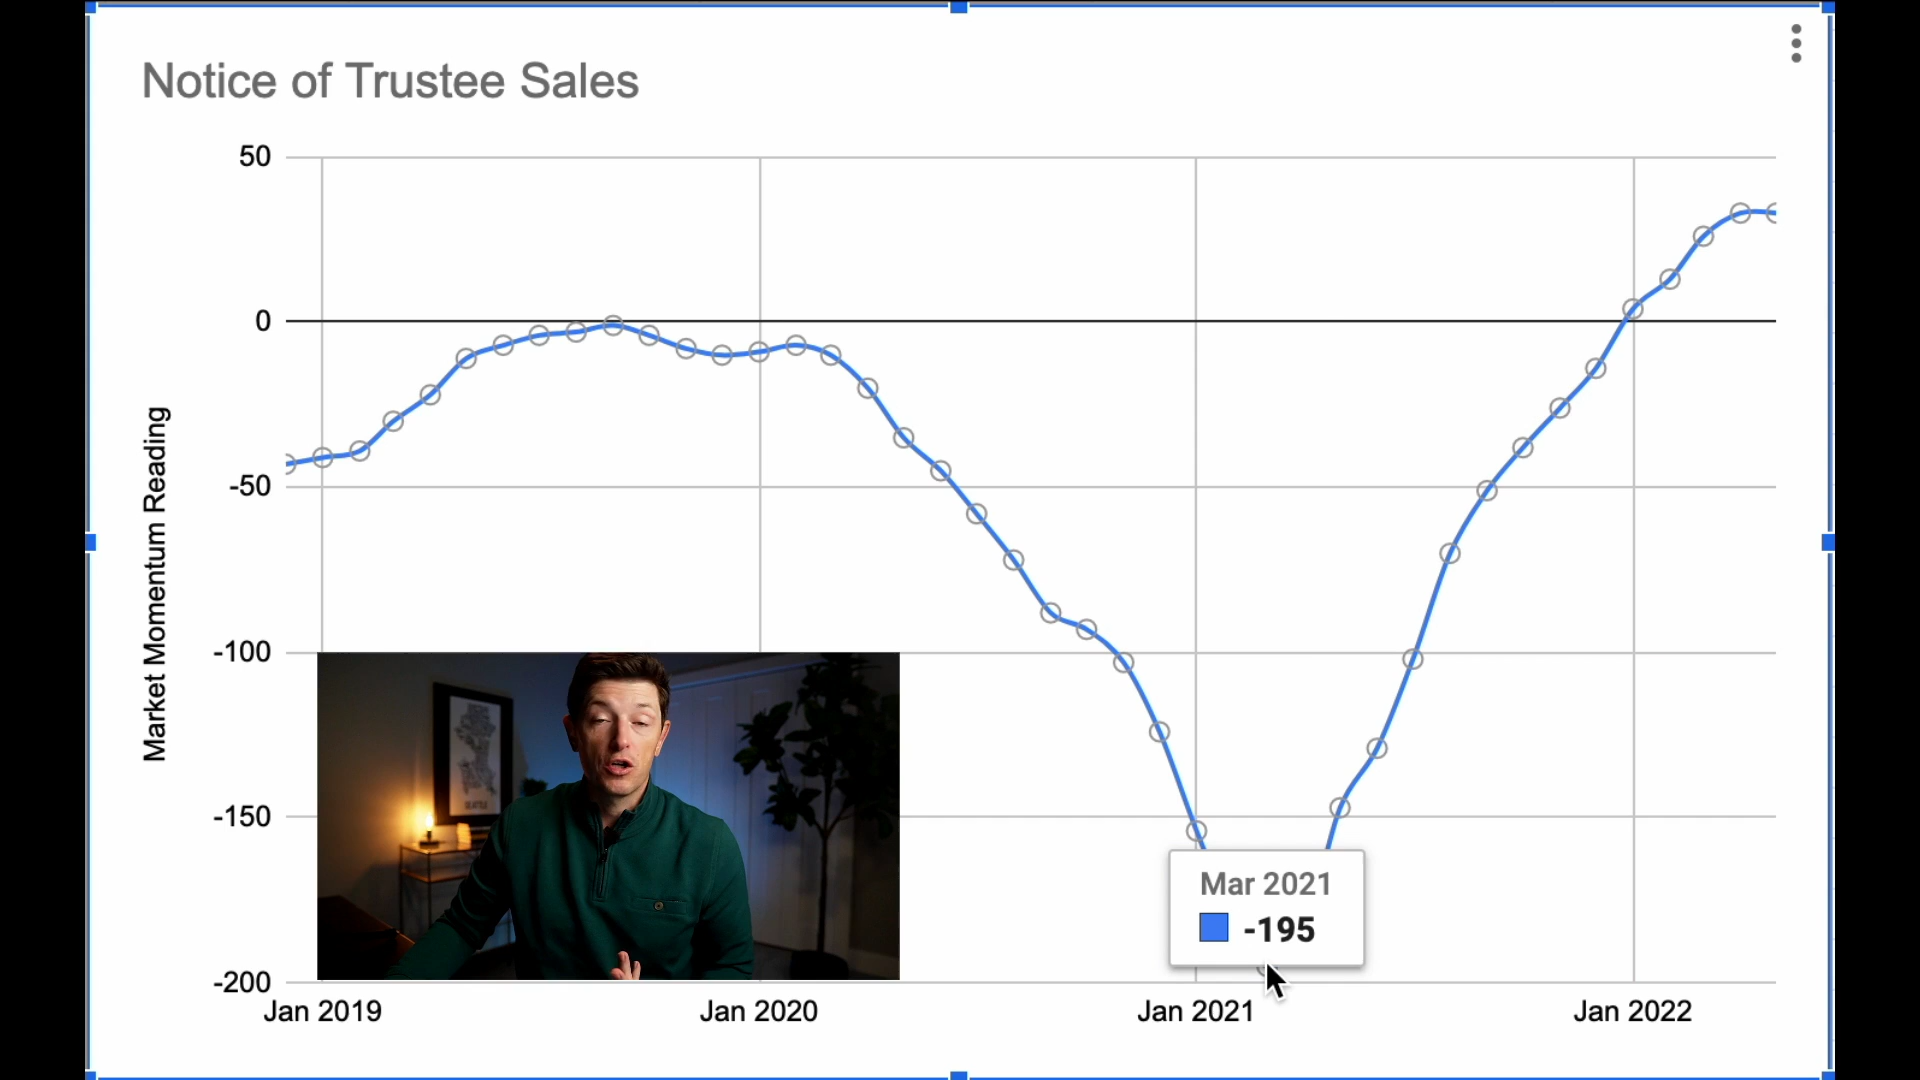 Notice of Trustee Sales
50
0
-50
-100
-150
-200
Market Momentum Reading
SEATTLE
Mar 2021
-195
Jan 2019
Jan 2020
Jan 2021
Jan 2022